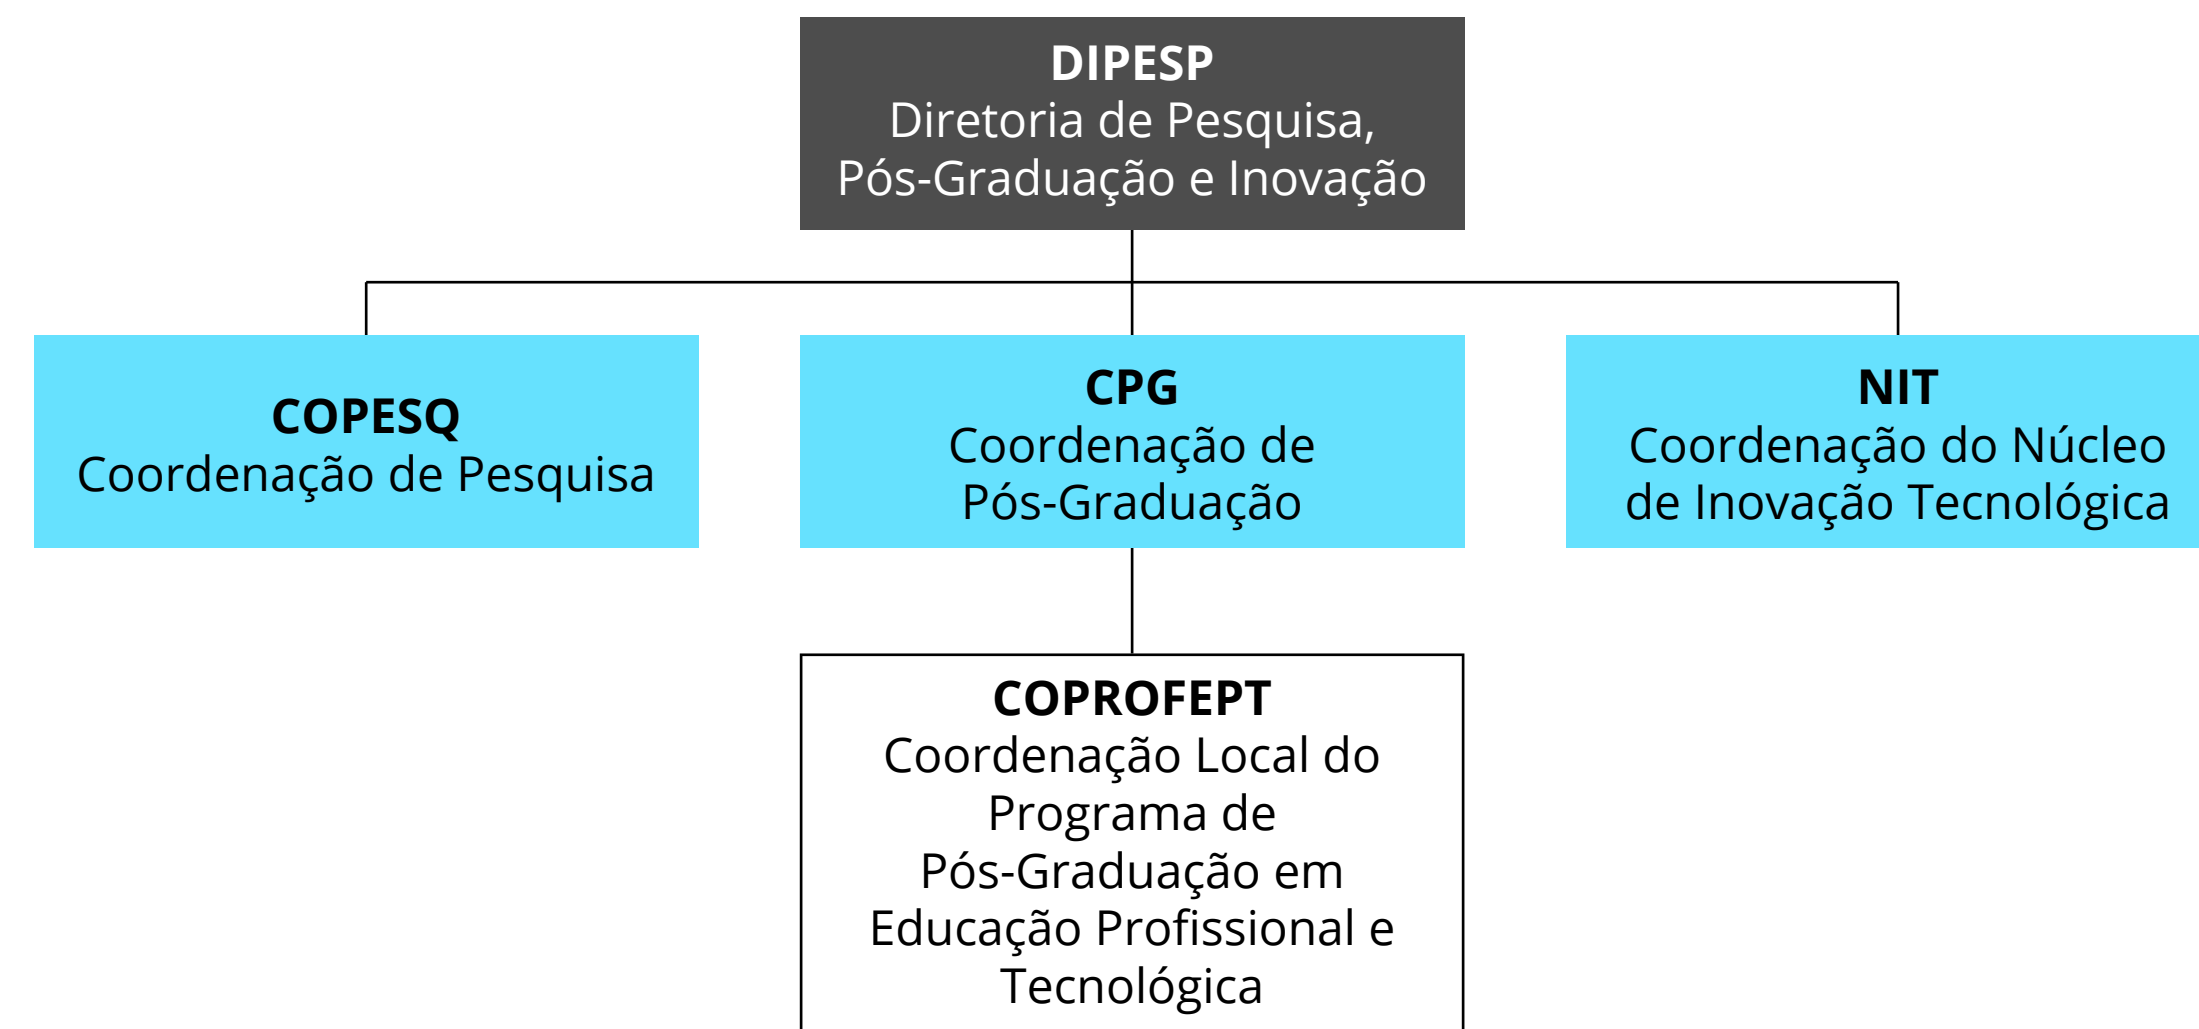 DIPESP
Diretoria de Pesquisa,
Pós-Graduação e Inovação
COPESQ
Coordenação de Pesquisa
CPG
Coordenação de
Pós-Graduação
NIT
Coordenação do Núcleo
de Inovação Tecnológica
COPROFEPT
Coordenação Local do
Programa de
Pós-Graduação em
Educação Profissional e
Tecnológica